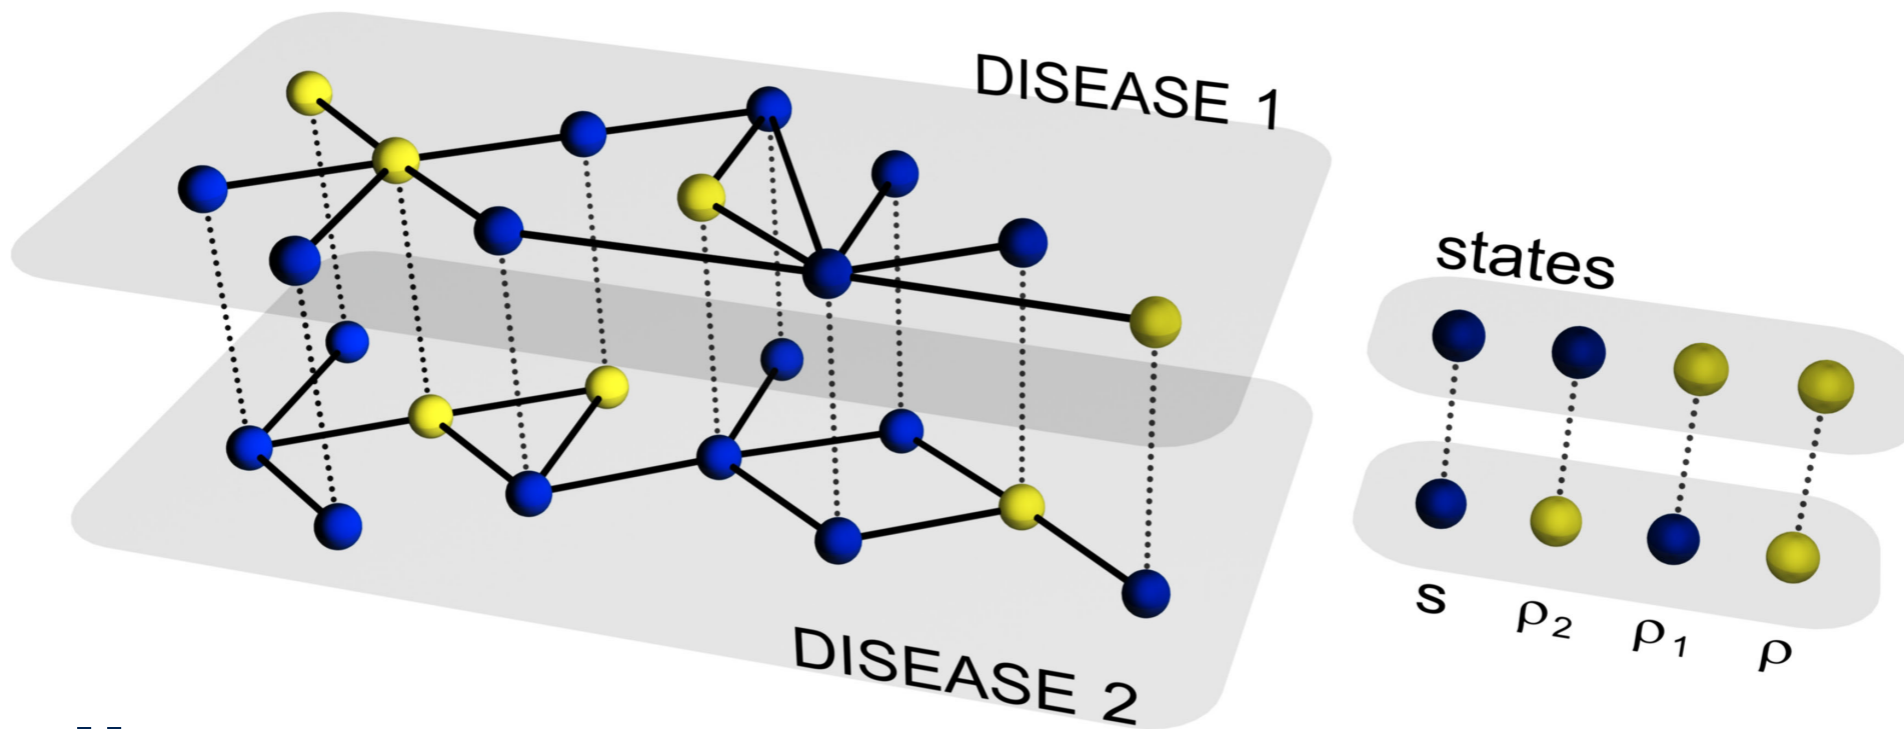 DISEASE 1
states
s ρ2 ρ1 ρ
DISEASE 2